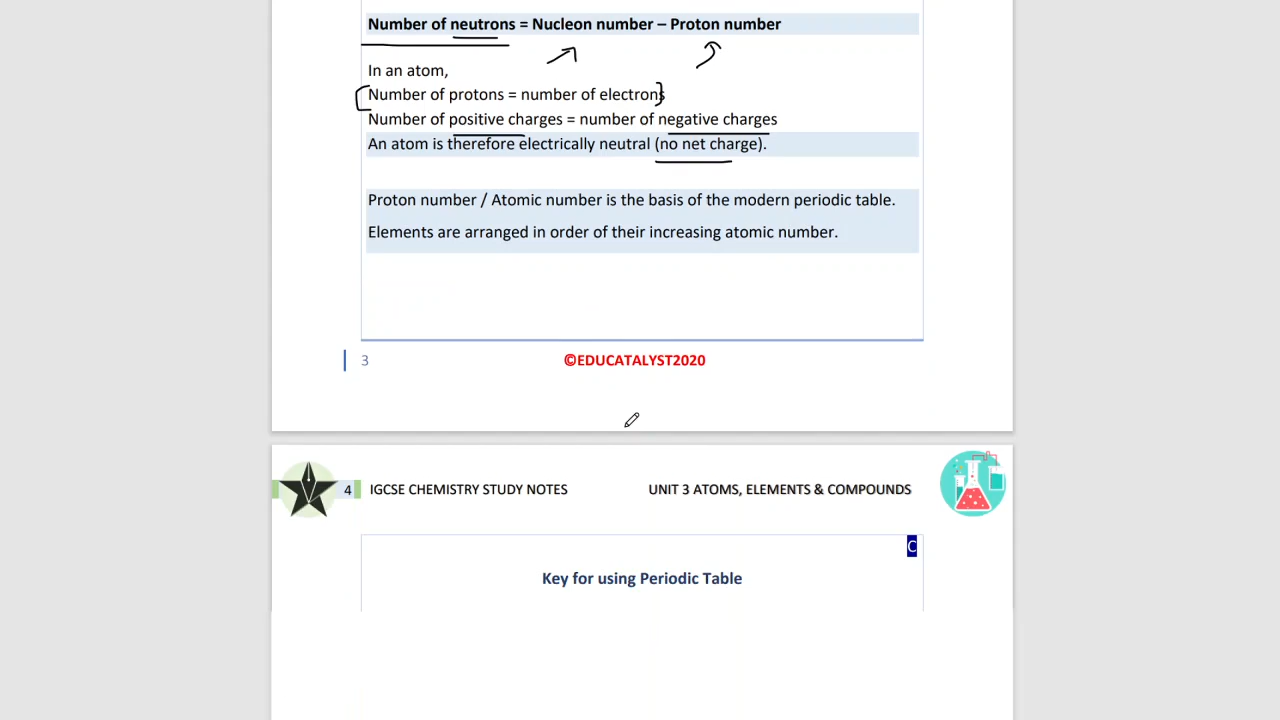 Number of neutrons = Nucleon number – Proton number
In an atom,
Number of protons = number of electrons
Number of positive charges = number of negative charges
An atom is therefore electrically neutral (no net charge).
Proton number / Atomic number is the basis of the modern periodic table.
Elements are arranged in order of their increasing atomic number.
3 ©EDUCATALYST2020
4 IGCSE CHEMISTRY STUDY NOTES UNIT 3 ATOMS, ELEMENTS & COMPOUNDS
C
Key for using Periodic Table